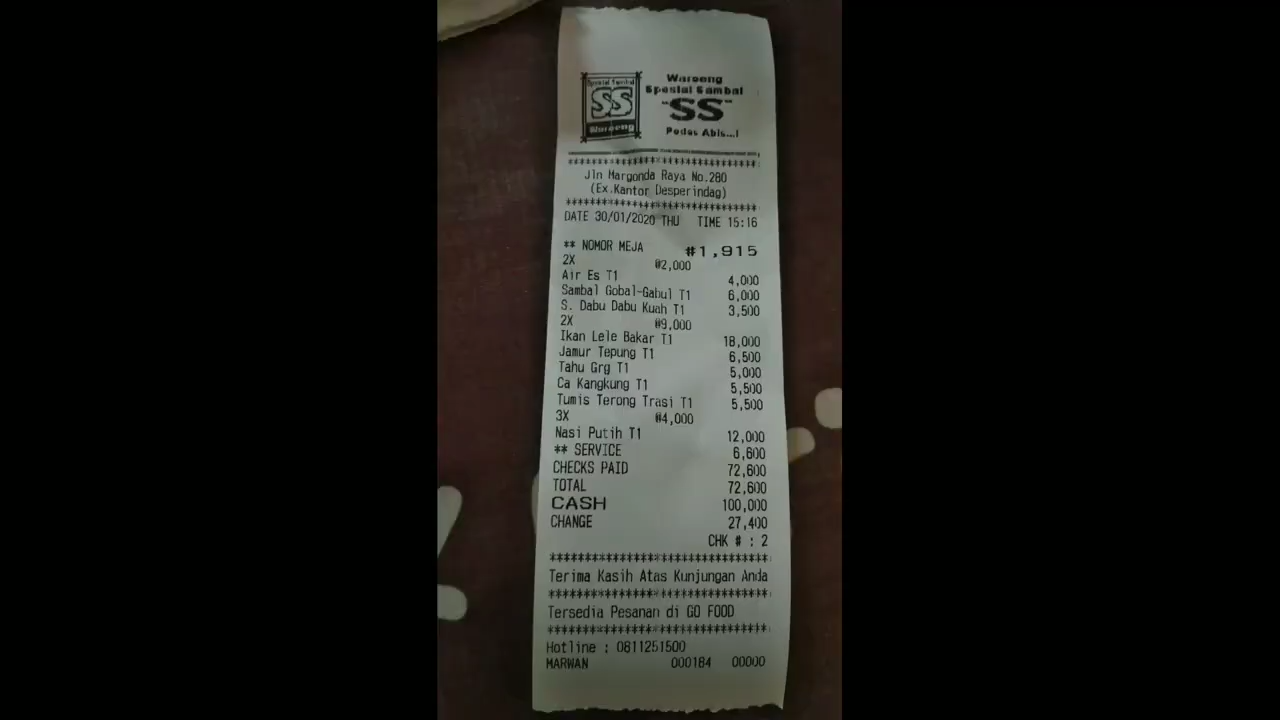 Spesial Sambal
SS
Waroeng
Waroeng
Spesial Sambal
"SS"
Pedas Abis...!
*********************************
Jln Margonda Raya No.280
(Ex.Kantor Desperindag)
*********************************
DATE 30/01/2020 THU TIME 15:16
** NOMOR MEJA #1,915
2X @2,000
Air Es T1 4,000
Sambal Gobal-Gabul T1 6,000
S. Dabu Dabu Kuah T1 3,500
2X @9,000
Ikan Lele Bakar T1 18,000
Jamur Tepung T1 6,500
Tahu Grg T1 5,000
Ca Kangkung T1 5,500
Tumis Terong Trasi T1 5,500
3X @4,000
Nasi Putih T1 12,000
** SERVICE 6,600
CHECKS PAID 72,600
TOTAL 72,600
CASH 100,000
CHANGE 27,400
CHK # : 2
*********************************
Terima Kasih Atas Kunjungan Anda
*********************************
Tersedia Pesanan di GO FOOD
*********************************
Hotline : 0811251500
MARWAN 000184 00000